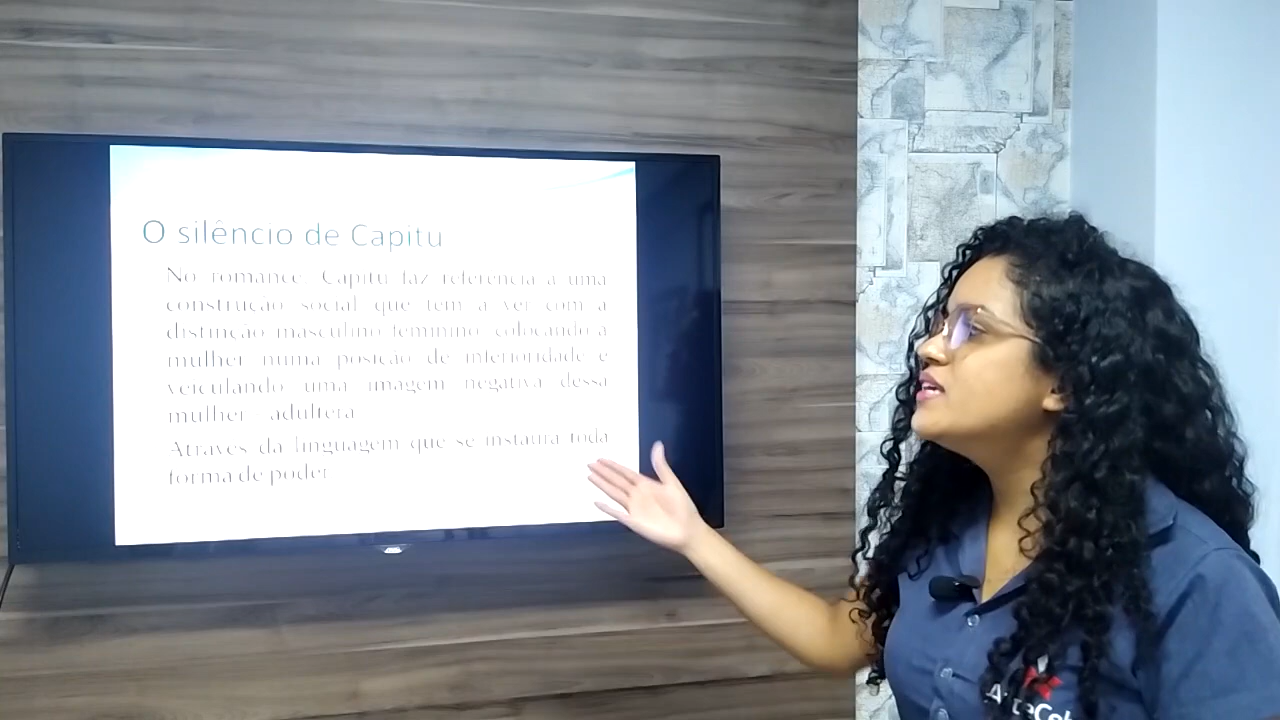 O silêncio de Capitu
No romance, Capitu faz referência a uma
construção social que tem a ver com a
distinção masculino feminino, colocando a
mulher numa posição de inferioridade e
veiculando uma imagem negativa dessa
mulher adúltera
Através da linguagem que se instaura toda
forma de poder